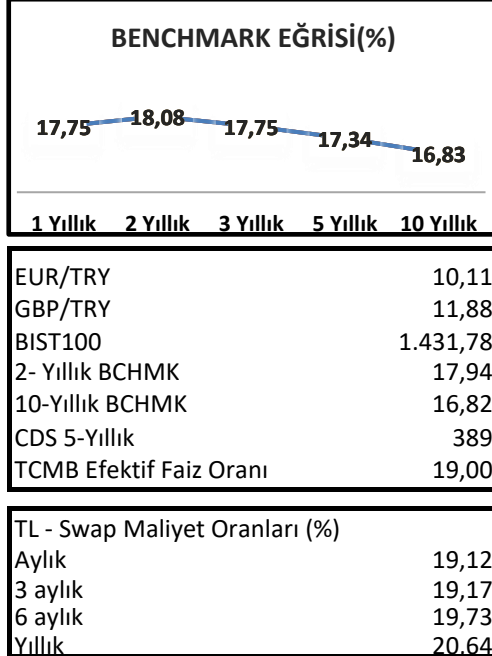 BENCHMARK EĞRİSİ(%)
17,75 18,08 17,75 17,34 16,83
1 Yıllık 2 Yıllık 3 Yıllık 5 Yıllık 10 Yıllık
EUR/TRY 10,11
GBP/TRY 11,88
BIST100 1.431,78
2- Yıllık BCHMK 17,94
10-Yıllık BCHMK 16,82
CDS 5-Yıllık 389
TCMB Efektif Faiz Oranı 19,00
TL - Swap Maliyet Oranları (%)
Aylık 19,12
3 aylık 19,17
6 aylık 19,73
Yıllık 20,64